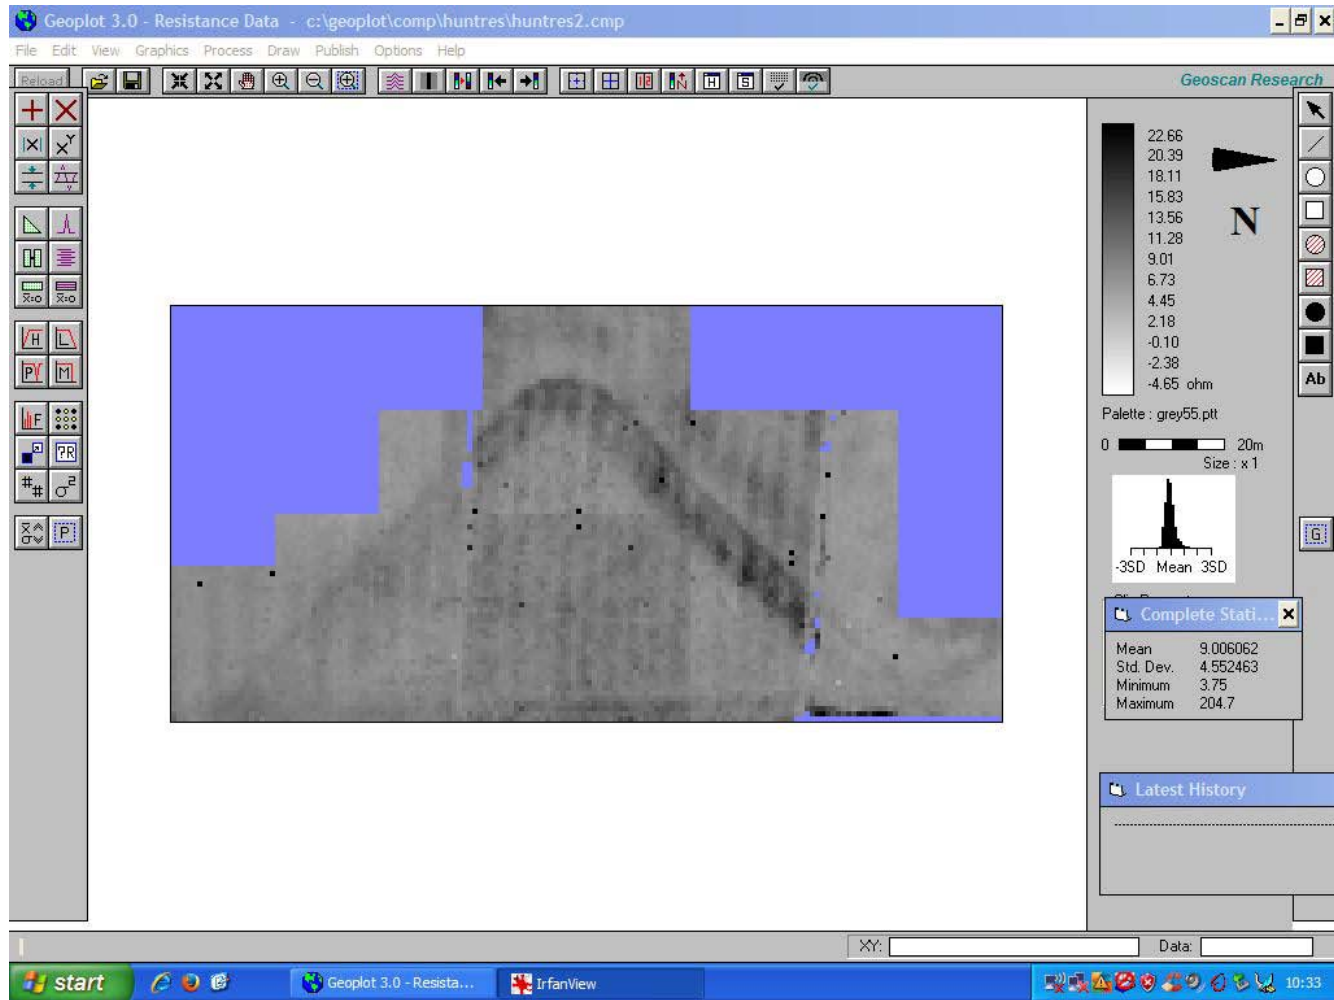 Geoplot 3.0 - Resistance Data - c:\geoplot\comp\huntres\huntres2.cmp
File Edit View Graphics Process Draw Publish Options Help
Reload
Geoscan Research
22.66
20.39
18.11
15.83
13.56
11.28
9.01
6.73
4.45
2.18
-0.10
-2.38
-4.65 ohm
N
Ab
Palette : grey55.ptt
0 20m
Size : x 1
-3SD Mean 3SD
Complete Stati...
Mean 9.006062
Std. Dev. 4.552463
Minimum 3.75
Maximum 204.7
Latest History
XY: Data:
start Geoplot 3.0 - Resista... IrfanView 10:33